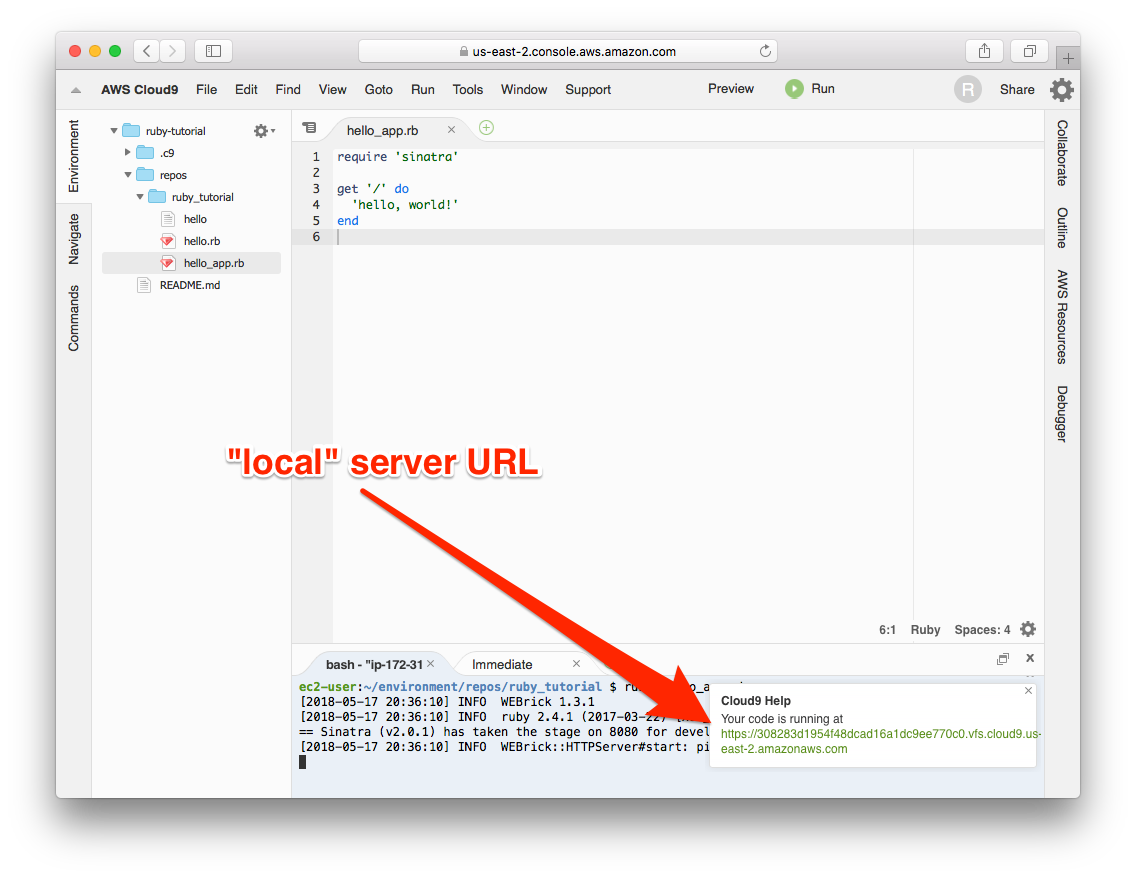 us-east-2.console.aws.amazon.com
AWS Cloud9 File Edit Find View Goto Run Tools Window Support Preview Run R Share
Environment
Navigate
Commands
ruby-tutorial
.c9
repos
ruby_tutorial
hello
hello.rb
hello_app.rb
README.md
hello_app.rb
1 require 'sinatra'
2
3 get '/' do
4 'hello, world!'
5 end
6
Collaborate
Outline
AWS Resources
Debugger
"local" server URL
6:1 Ruby Spaces: 4
bash - "ip-172-31 Immediate
ec2-user:~/environment/repos/ruby_tutorial $
[2018-05-17 20:36:10] INFO WEBrick 1.3.1
[2018-05-17 20:36:10] INFO ruby 2.4.1 (2017-03-22)
== Sinatra (v2.0.1) has taken the stage on 8080 for devel
[2018-05-17 20:36:10] INFO WEBrick::HTTPServer#start: pi
Cloud9 Help
Your code is running at
https://308283d1954f48dcad16a1dc9ee770c0.vfs.cloud9.us-
east-2.amazonaws.com